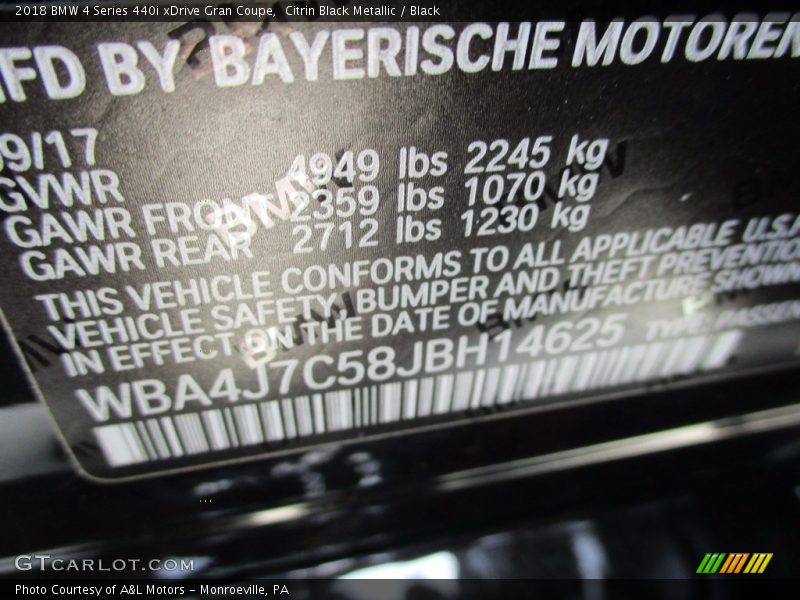 2018 BMW 4 Series 440i xDrive Gran Coupe, Citrin Black Metallic / Black
MFD BY BAYERISCHE MOTOREN
09/17
GVWR 4949 lbs 2245 kg
GAWR FRONT 2359 lbs 1070 kg
GAWR REAR 2712 lbs 1230 kg
THIS VEHICLE CONFORMS TO ALL APPLICABLE U.S.A
VEHICLE SAFETY, BUMPER AND THEFT PREVENTION
IN EFFECT ON THE DATE OF MANUFACTURE SHOWN
WBA4J7C58JBH14625 TYPE: PASSEN
GTCARLOT.COM
Photo Courtesy of A&L Motors – Monroeville, PA